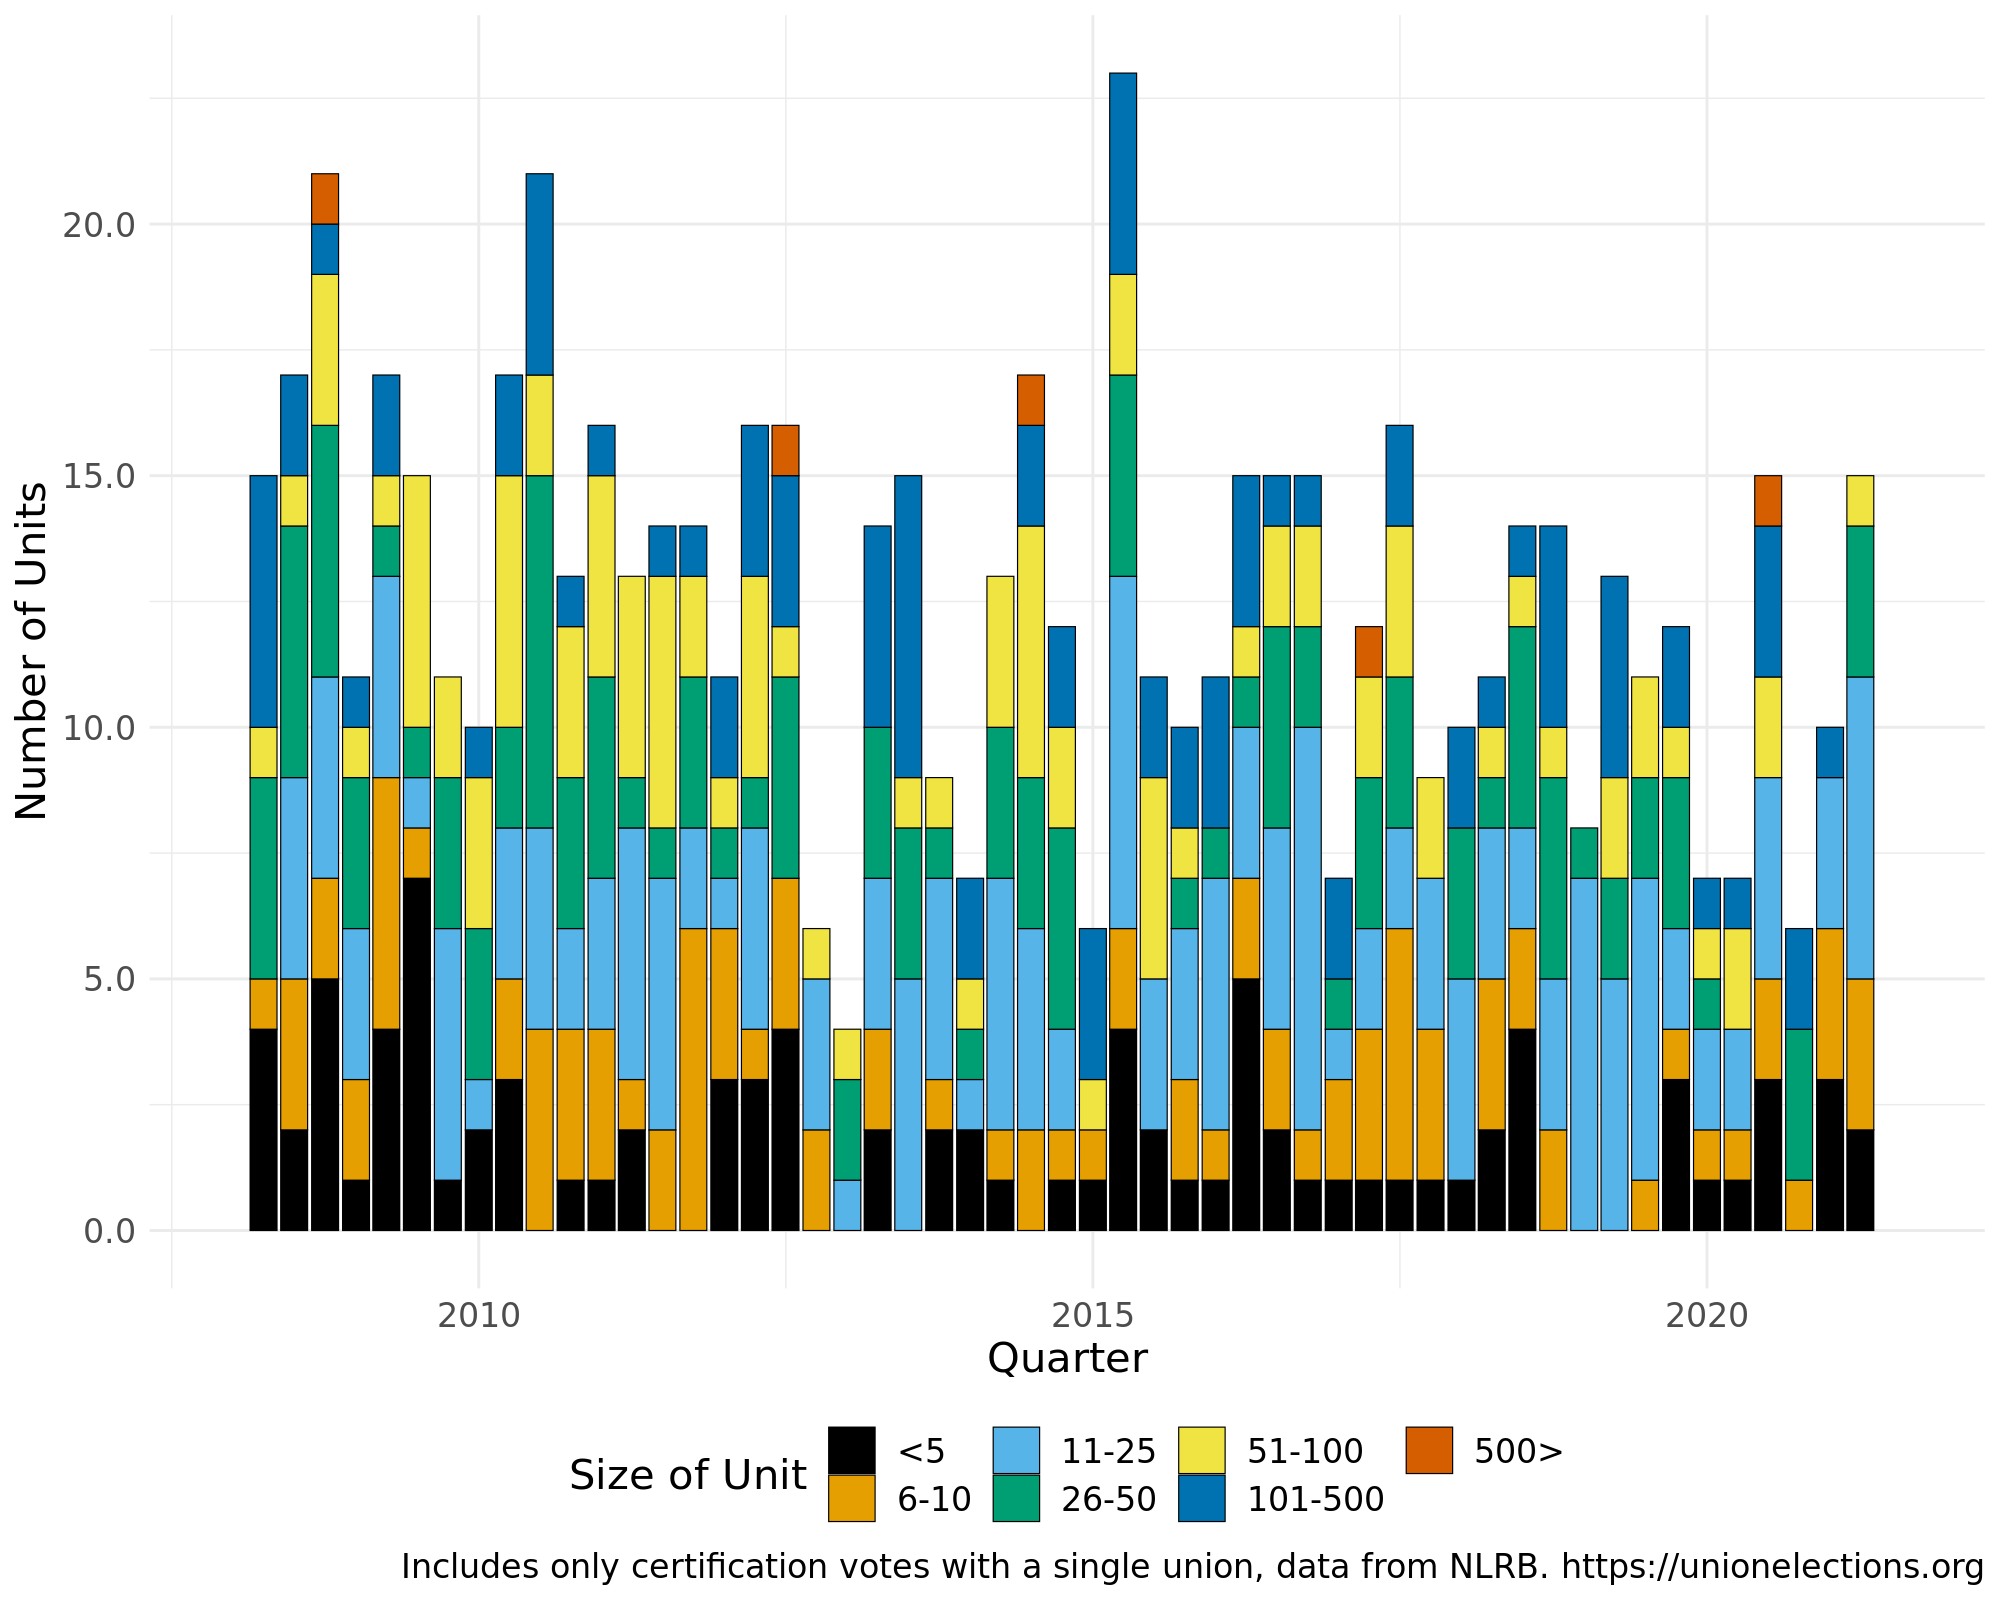 20.0
15.0
10.0
5.0
0.0
Number of Units
2010 2015 2020
Quarter
Size of Unit
<5 11-25 51-100 500>
6-10 26-50 101-500
Includes only certification votes with a single union, data from NLRB. https://unionelections.org